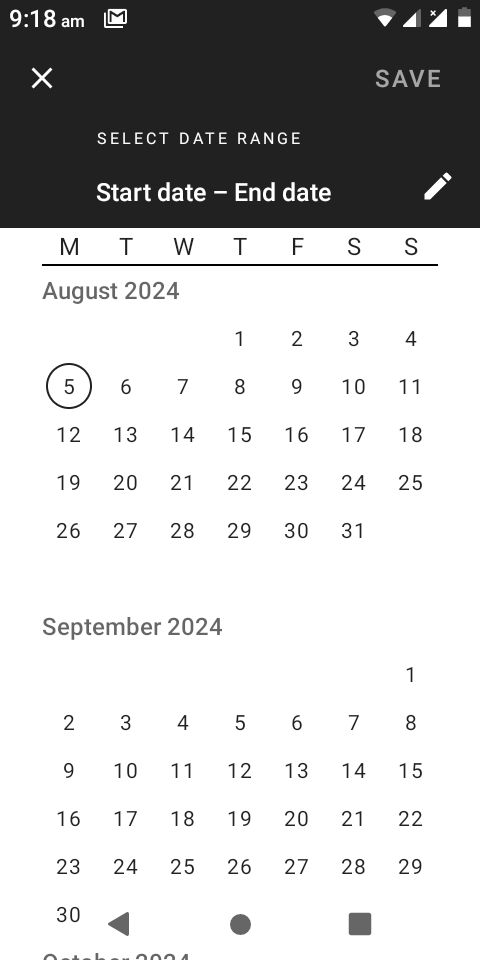 9:18 am
SAVE
SELECT DATE RANGE
Start date – End date
M T W T F S S
August 2024
1 2 3 4
5 6 7 8 9 10 11
12 13 14 15 16 17 18
19 20 21 22 23 24 25
26 27 28 29 30 31
September 2024
1
2 3 4 5 6 7 8
9 10 11 12 13 14 15
16 17 18 19 20 21 22
23 24 25 26 27 28 29
30
October 2024